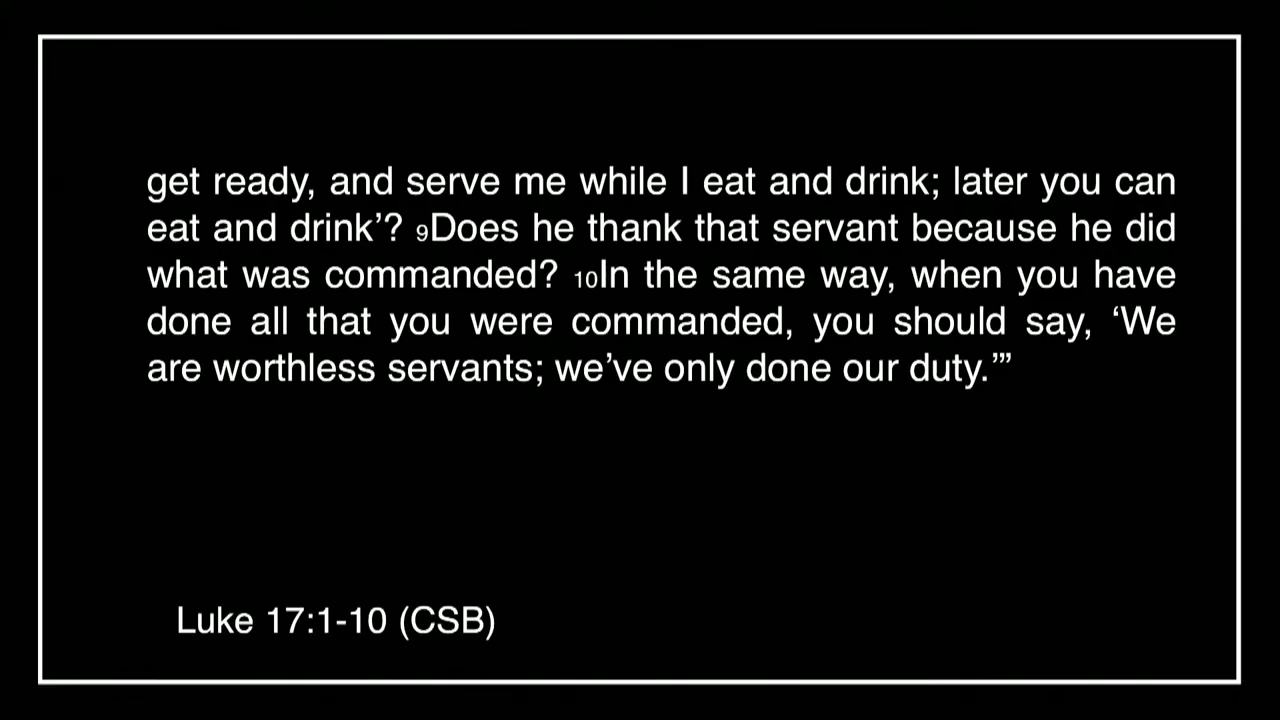 get ready, and serve me while I eat and drink; later you can
eat and drink’? 9Does he thank that servant because he did
what was commanded? 10In the same way, when you have
done all that you were commanded, you should say, ‘We
are worthless servants; we’ve only done our duty.’”
Luke 17:1-10 (CSB)